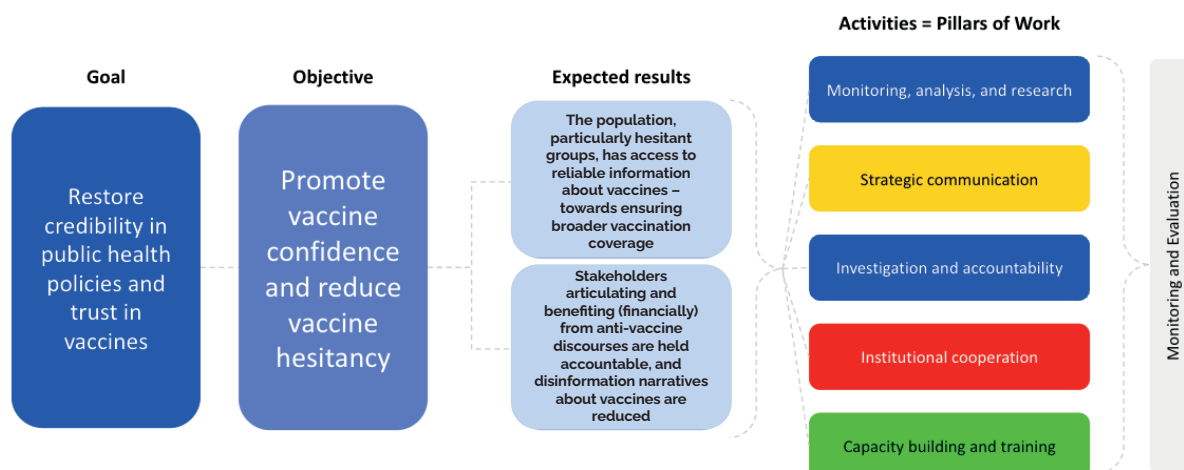 Activities = Pillars of Work
Goal
Objective
Expected results
Restore
credibility in
public health
policies and
trust in
vaccines
Promote
vaccine
confidence
and reduce
vaccine
hesitancy
The population,
particularly hesitant
groups, has access to
reliable information
about vaccines –
towards ensuring
broader vaccination
coverage
Stakeholders
articulating and
benefiting (financially)
from anti-vaccine
discourses are held
accountable, and
disinformation narratives
about vaccines are
reduced
Monitoring, analysis, and research
Strategic communication
Investigation and accountability
Institutional cooperation
Capacity building and training
Monitoring and Evaluation